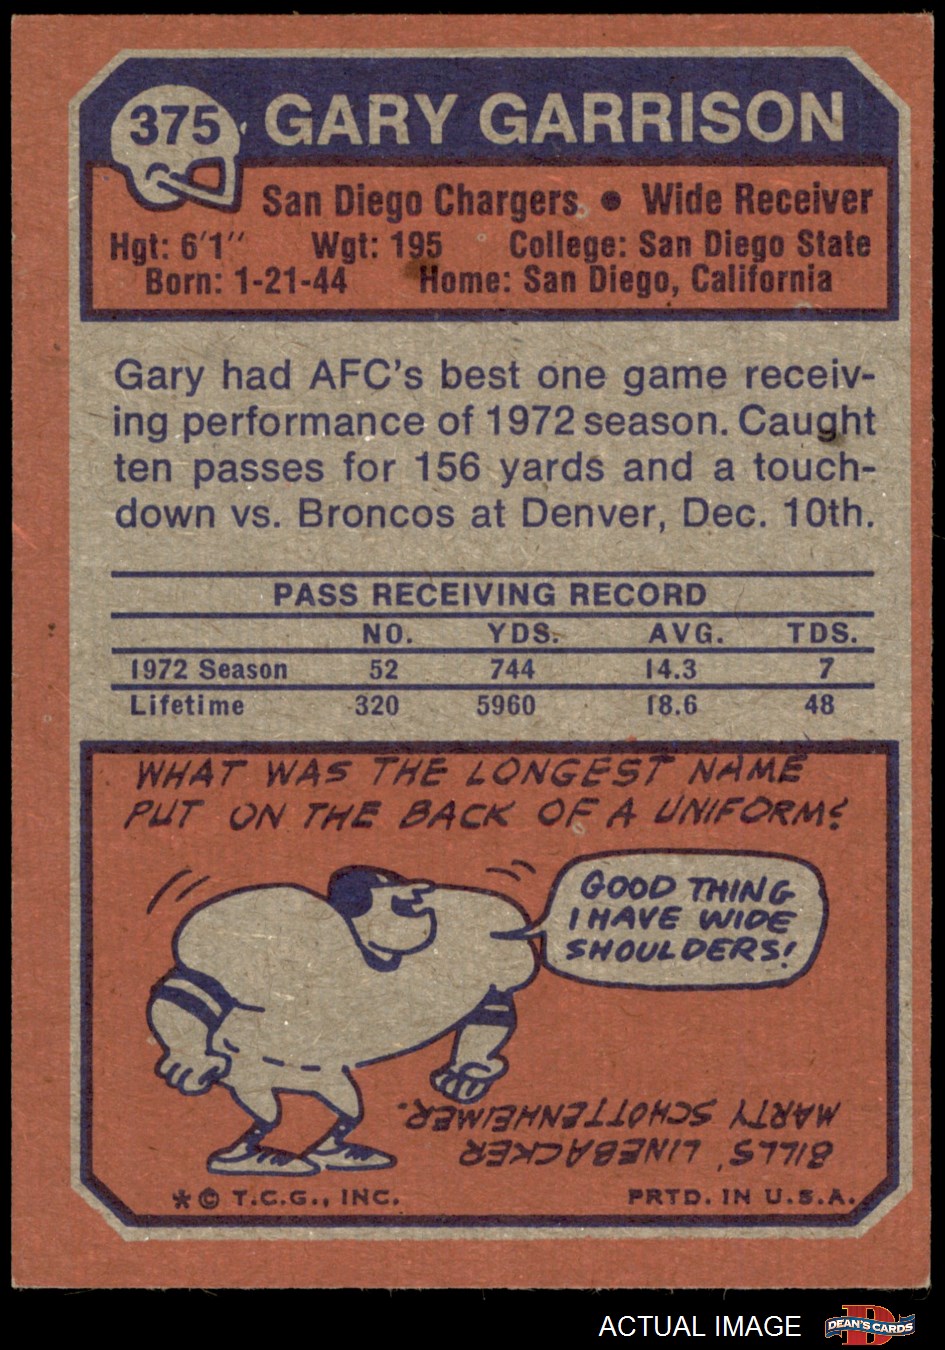 375 GARY GARRISON
San Diego Chargers • Wide Receiver
Hgt: 6'1" Wgt: 195 College: San Diego State
Born: 1-21-44 Home: San Diego, California
Gary had AFC's best one game receiv-
ing performance of 1972 season. Caught
ten passes for 156 yards and a touch-
down vs. Broncos at Denver, Dec. 10th.
PASS RECEIVING RECORD
NO. YDS. AVG. TDS.
1972 Season 52 744 14.3 7
Lifetime 320 5960 18.6 48
WHAT WAS THE LONGEST NAME
PUT ON THE BACK OF A UNIFORM?
GOOD THING
I HAVE WIDE
SHOULDERS!
BILLS' LINEBACKER
MARTY SCHOTTENHEIMER.
* © T.C.G., INC. PRTD. IN U.S.A.
ACTUAL IMAGE DEAN'S CARDS